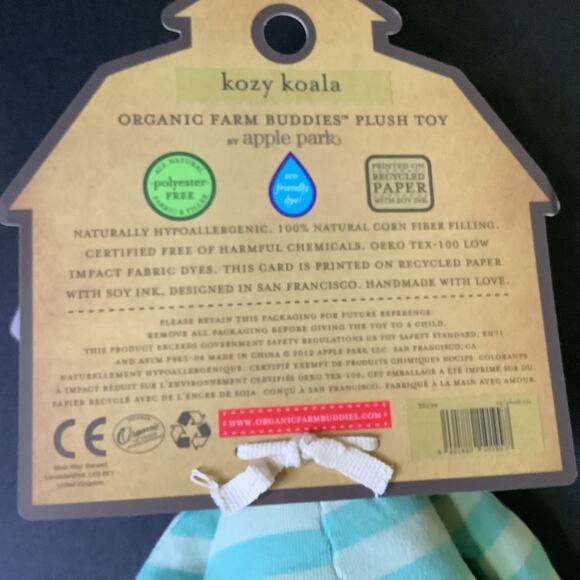 kozy koala
ORGANIC FARM BUDDIES™ PLUSH TOY
BY apple park
ALL NATURAL
polyester-
FREE
FABRIC & FILLER
eco
friendly
dye!
PRINTED ON
RECYCLED
PAPER
WITH SOY INK
NATURALLY HYPOALLERGENIC. 100% NATURAL CORN FIBER FILLING.
CERTIFIED FREE OF HARMFUL CHEMICALS. OEKO TEX-100 LOW
IMPACT FABRIC DYES. THIS CARD IS PRINTED ON RECYCLED PAPER
WITH SOY INK. DESIGNED IN SAN FRANCISCO. HANDMADE WITH LOVE.
PLEASE RETAIN THIS PACKAGING FOR FUTURE REFERENCE.
REMOVE ALL PACKAGING BEFORE GIVING THE TOY TO A CHILD.
THIS PRODUCT EXCEEDS GOVERNMENT SAFETY REGULATIONS US TOY SAFETY STANDARD, EN71
AND ASTM F963-08 MADE IN CHINA © 2012 APPLE PARK LLC. SAN FRANCISCO, CA
NATURELLEMENT HYPOALLERGÉNIQUE. CERTIFIÉ EXEMPT DE PRODUITS CHIMIQUES NOCIFS. COLORANTS
À IMPACT RÉDUIT SUR L'ENVIRONNEMENT CERTIFIÉS OEKO TEX-100. CET EMBALLAGE A ÉTÉ IMPRIMÉ SUR DU
PAPIER RECYCLÉ AVEC DE L'ENCRE DE SOJA. CONÇU À SAN FRANCISCO. FABRIQUÉ À LA MAIN AVEC AMOUR.
WWW.ORGANICFARMBUDDIES.COM
CE
Organic
United Kingdom